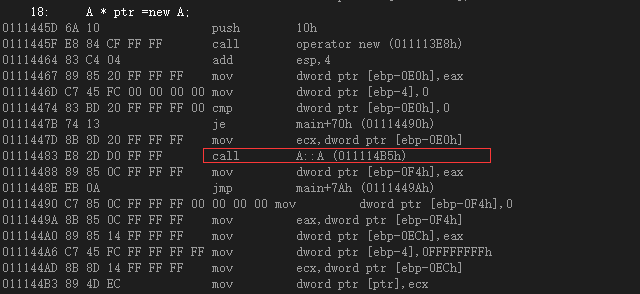 18:     A * ptr =new A;
0111445D 6A 10                push        10h
0111445F E8 84 CF FF FF       call        operator new (011113E8h)
01114464 83 C4 04             add         esp,4
01114467 89 85 20 FF FF FF    mov         dword ptr [ebp-0E0h],eax
0111446D C7 45 FC 00 00 00 00 mov         dword ptr [ebp-4],0
01114474 83 BD 20 FF FF FF 00 cmp         dword ptr [ebp-0E0h],0
0111447B 74 13                je          main+70h (01114490h)
0111447D 8B 8D 20 FF FF FF    mov         ecx,dword ptr [ebp-0E0h]
01114483 E8 2D D0 FF FF       call        A::A (011114B5h)
01114488 89 85 0C FF FF FF    mov         dword ptr [ebp-0F4h],eax
0111448E EB 0A                jmp         main+7Ah (0111449Ah)
01114490 C7 85 0C FF FF FF 00 00 00 00 mov         dword ptr [ebp-0F4h],0
0111449A 8B 85 0C FF FF FF    mov         eax,dword ptr [ebp-0F4h]
011144A0 89 85 14 FF FF FF    mov         dword ptr [ebp-0ECh],eax
011144A6 C7 45 FC FF FF FF FF mov         dword ptr [ebp-4],0FFFFFFFFh
011144AD 8B 8D 14 FF FF FF    mov         ecx,dword ptr [ebp-0ECh]
011144B3 89 4D EC             mov         dword ptr [ptr],ecx